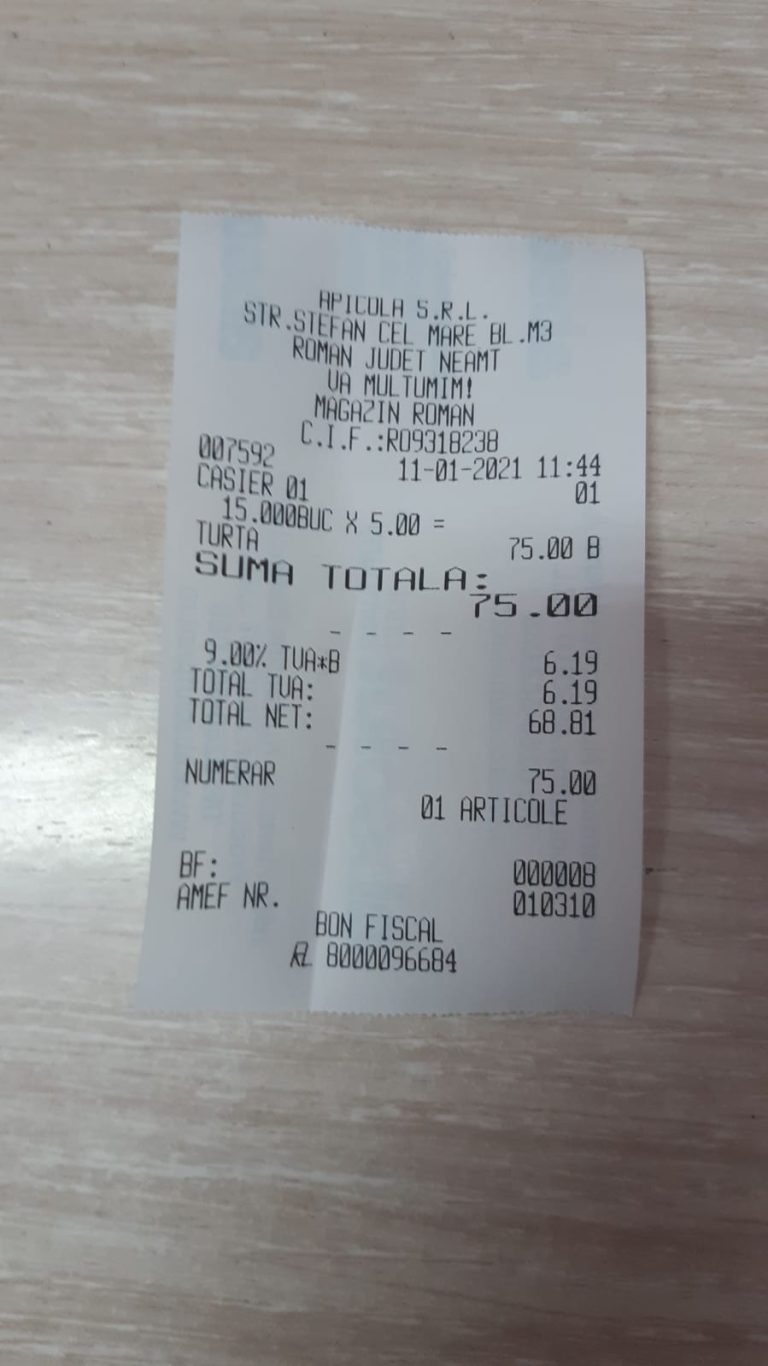 APICOLA S.R.L.
STR.STEFAN CEL MARE BL.M3
ROMAN JUDET NEAMT
VA MULTUMIM!
MAGAZIN ROMAN
C.I.F.:RO9318238
007592 11-01-2021 11:44
CASIER 01 01
15.000BUC X 5.00 =
TURTA 75.00 B
SUMA TOTALA:
75.00
- - - -
9.00% TVA*B 6.19
TOTAL TVA: 6.19
TOTAL NET: 68.81
- - - -
NUMERAR 75.00
01 ARTICOLE
BF: 000008
AMEF NR. 010310
BON FISCAL
8000096684